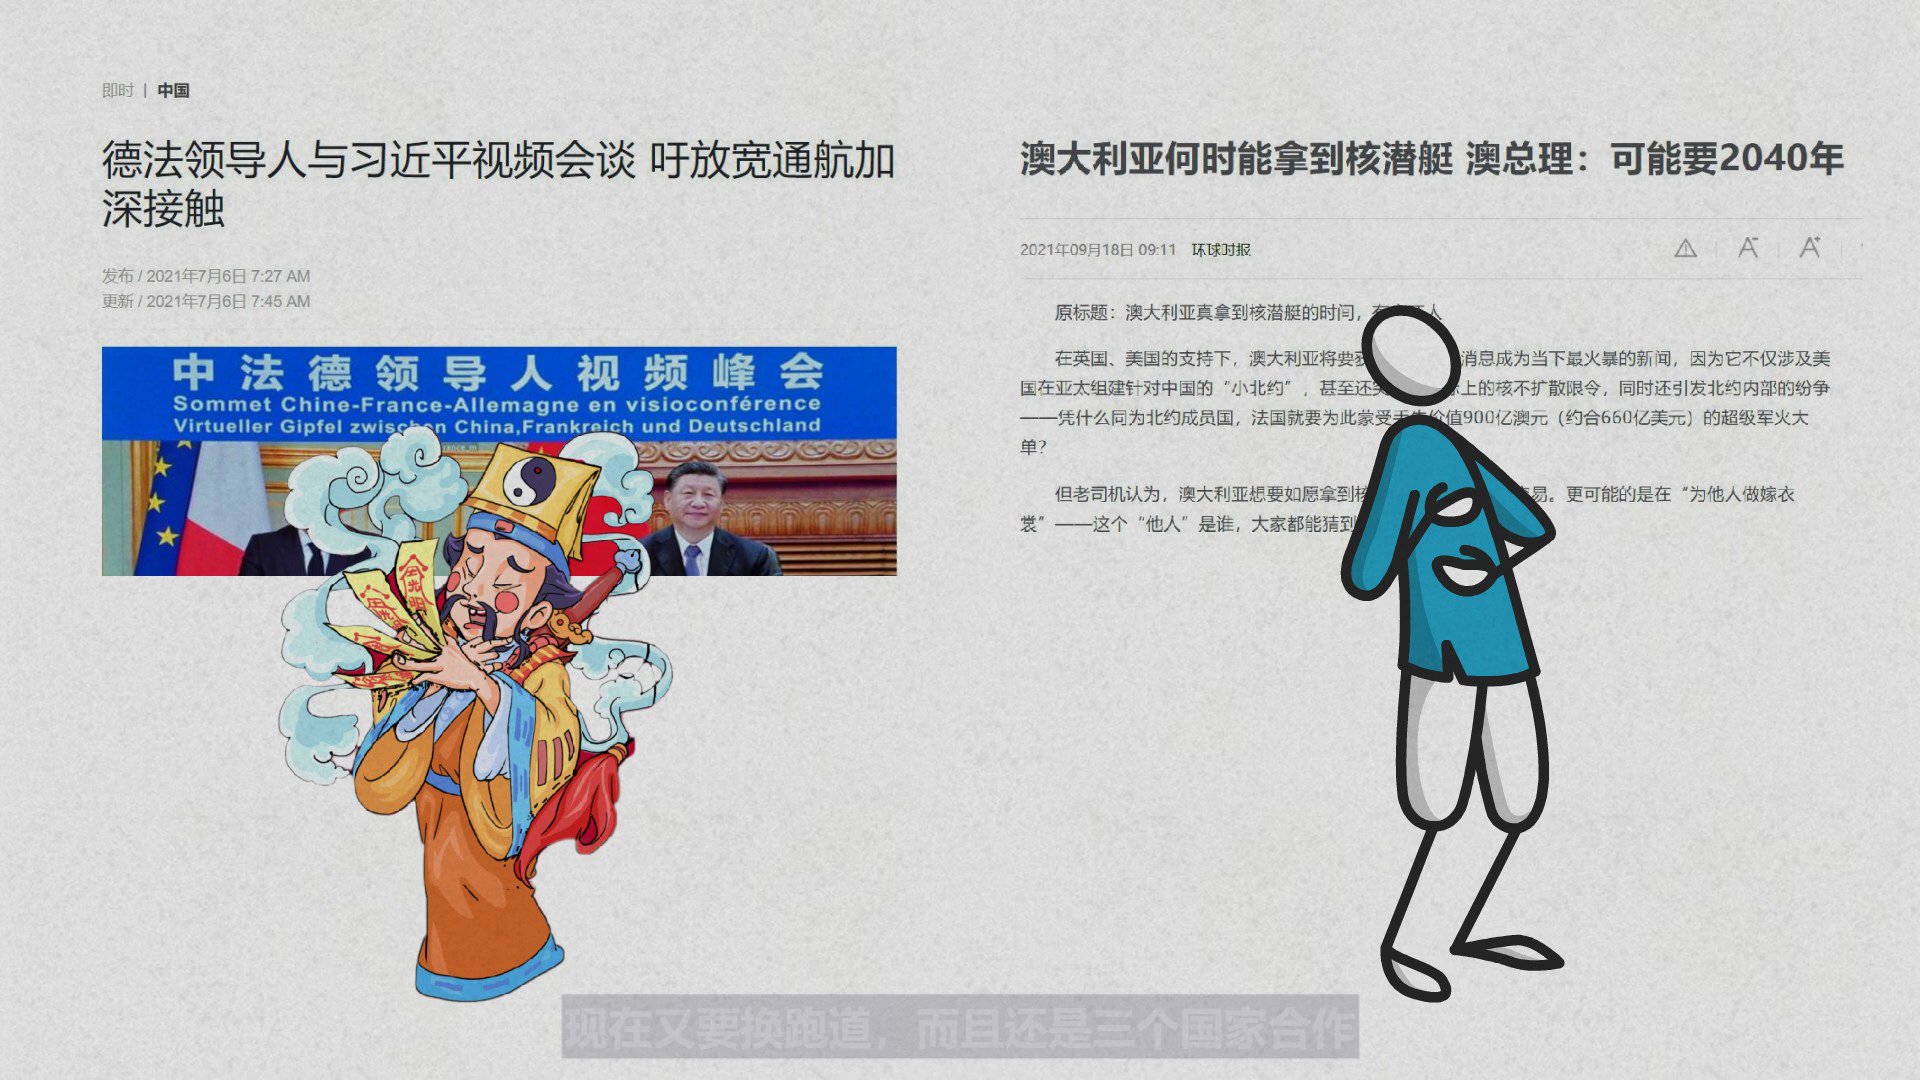 即时 | 中国
德法领导人与习近平视频会谈 吁放宽通航加
深接触
发布 / 2021年7月6日 7:27 AM
更新 / 2021年7月6日 7:45 AM
中法德领导人视频峰会
Sommet Chine-France-Allemagne en visioconférence
Virtueller Gipfel zwischen China,Frankreich und Deutschland
澳大利亚何时能拿到核潜艇 澳总理：可能要2040年
2021年09月18日 09:11 环球时报
A- A+
原标题：澳大利亚真拿到核潜艇的时间，人
在英国、美国的支持下，澳大利亚将要 消息成为当下最火暴的新闻，因为它不仅涉及美
国在亚太组建针对中国的“小北约”，甚至还 上的核不扩散限令，同时还引发北约内部的纷争
——凭什么同为北约成员国，法国就要为此蒙受 价值900亿澳元（约合660亿美元）的超级军火大
单？
但老司机认为，澳大利亚想要如愿拿到 易。更可能的是在“为他人做嫁衣
裳”——这个“他人”是谁，大家都能猜到
现在又要换跑道，而且还是三个国家合作